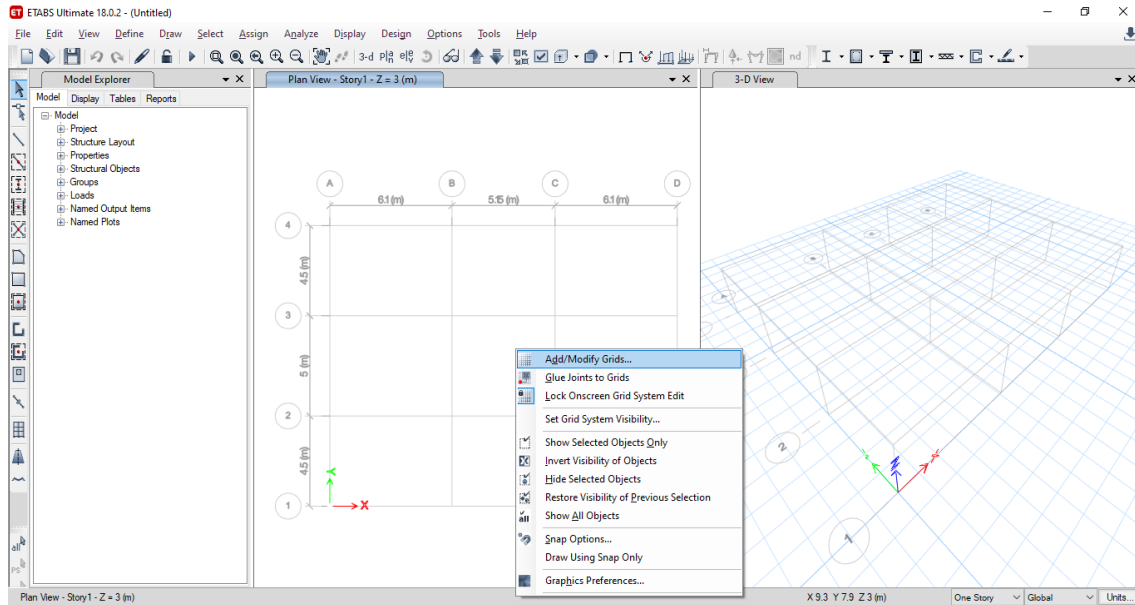 ETABS Ultimate 18.0.2 - (Untitled)
File Edit View Define Draw Select Assign Analyze Display Design Options Tools Help
3-d pla ele nd
Model Explorer
Model Display Tables Reports
Model
Project
Structure Layout
Properties
Structural Objects
Groups
Loads
Named Output Items
Named Plots
all
PS
Plan View - Story1 - Z = 3 (m)
A B C D
6.1 (m) 5.15 (m) 6.1 (m)
4
4.5 (m)
3
5 (m)
2
4.5 (m)
1
Y
X
Add/Modify Grids...
Glue Joints to Grids
Lock Onscreen Grid System Edit
Set Grid System Visibility...
Show Selected Objects Only
Invert Visibility of Objects
Hide Selected Objects
Restore Visibility of Previous Selection
all Show All Objects
Snap Options...
Draw Using Snap Only
Graphics Preferences...
3-D View
2
1
Plan View - Story1 - Z = 3 (m)
X 9.3 Y 7.9 Z 3 (m)
One Story Global Units...